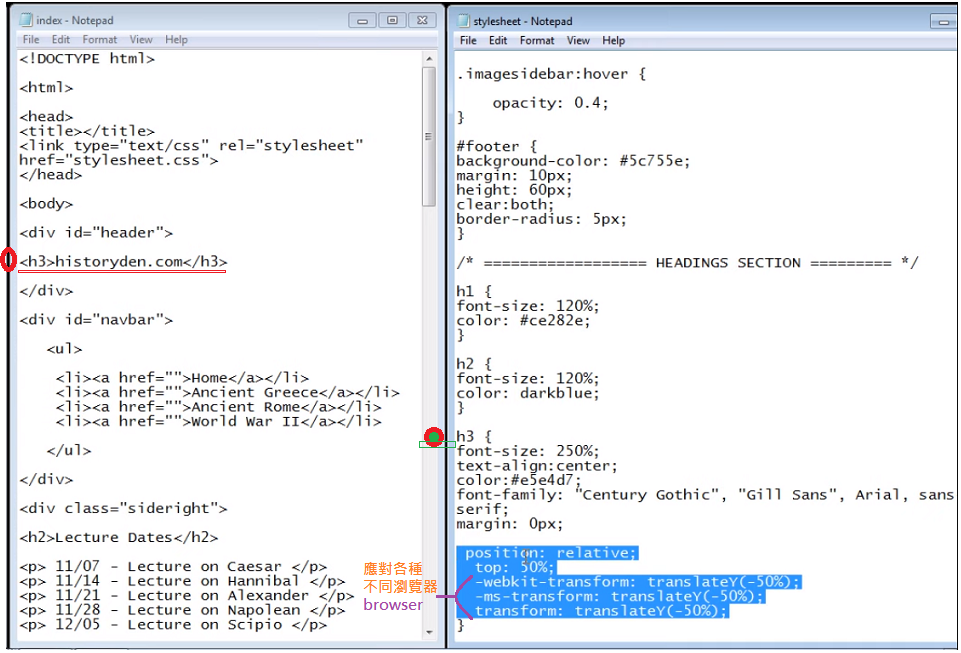 index - Notepad
File Edit Format View Help
<!DOCTYPE html>
<html>
<head>
<title></title>
<link type="text/css" rel="stylesheet"
href="stylesheet.css">
</head>
<body>
<div id="header">
<h3>historyden.com</h3>
</div>
<div id="navbar">
<ul>
<li><a href="">Home</a></li>
<li><a href="">Ancient Greece</a></li>
<li><a href="">Ancient Rome</a></li>
<li><a href="">World War II</a></li>
</ul>
</div>
<div class="sideright">
<h2>Lecture Dates</h2>
<p> 11/07 - Lecture on Caesar </p>
<p> 11/14 - Lecture on Hannibal </p>
<p> 11/21 - Lecture on Alexander </p>
<p> 11/28 - Lecture on Napolean </p>
<p> 12/05 - Lecture on Scipio </p>
應對各種
不同瀏覽器
browser
stylesheet - Notepad
File Edit Format View Help
.imagesidebar:hover {
opacity: 0.4;
}
#footer {
background-color: #5c755e;
margin: 10px;
height: 60px;
clear:both;
border-radius: 5px;
}
/* ================== HEADINGS SECTION ========= */
h1 {
font-size: 120%;
color: #ce282e;
}
h2 {
font-size: 120%;
color: darkblue;
}
h3 {
font-size: 250%;
text-align:center;
color:#e5e4d7;
font-family: "Century Gothic", "Gill Sans", Arial, sans
serif;
margin: 0px;
position: relative;
top: 50%;
-webkit-transform: translateY(-50%);
-ms-transform: translateY(-50%);
transform: translateY(-50%);
}